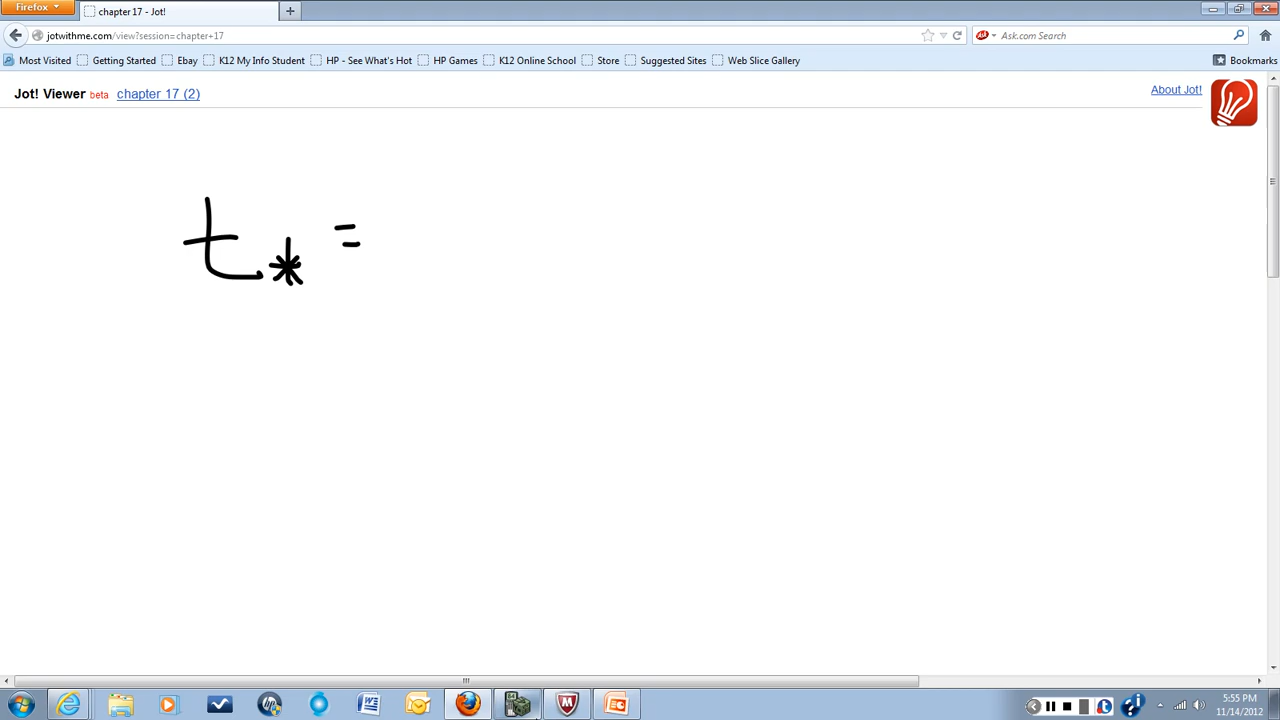 Firefox
chapter 17 - Jot!
jotwithme.com/view?session=chapter+17
Ask.com Search
Most Visited Getting Started Ebay K12 My Info Student HP - See What's Hot HP Games K12 Online School Store Suggested Sites Web Slice Gallery Bookmarks
Jot! Viewer beta chapter 17 (2) About Jot!
t* =
5:55 PM
11/14/2012